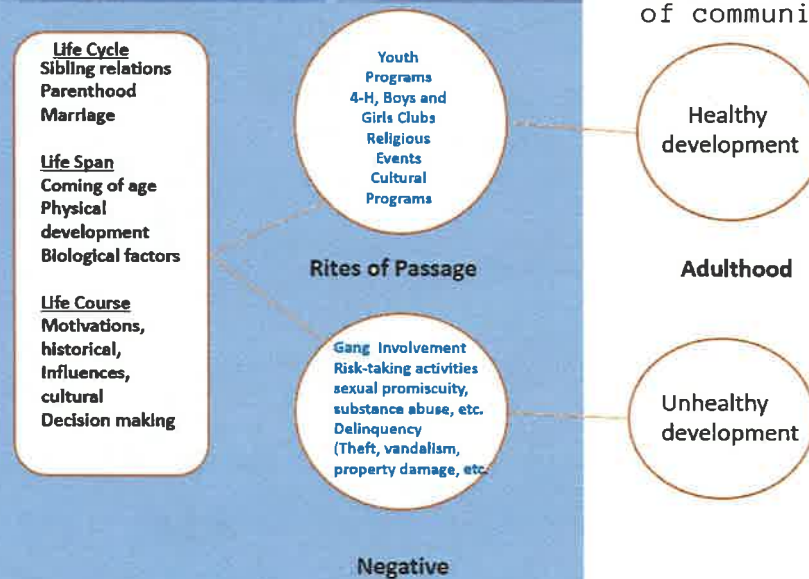 of communi
Life Cycle
Sibling relations
Parenthood
Marriage
Life Span
Coming of age
Physical
development
Biological factors
Life Course
Motivations,
historical,
Influences,
cultural
Decision making
Youth
Programs
4-H, Boys and
Girls Clubs
Religious
Events
Cultural
Programs
Rites of Passage
Gang Involvement
Risk-taking activities
sexual promiscuity,
substance abuse, etc.
Delinquency
(Theft, vandalism,
property damage, etc.
Negative
Healthy
development
Adulthood
Unhealthy
development